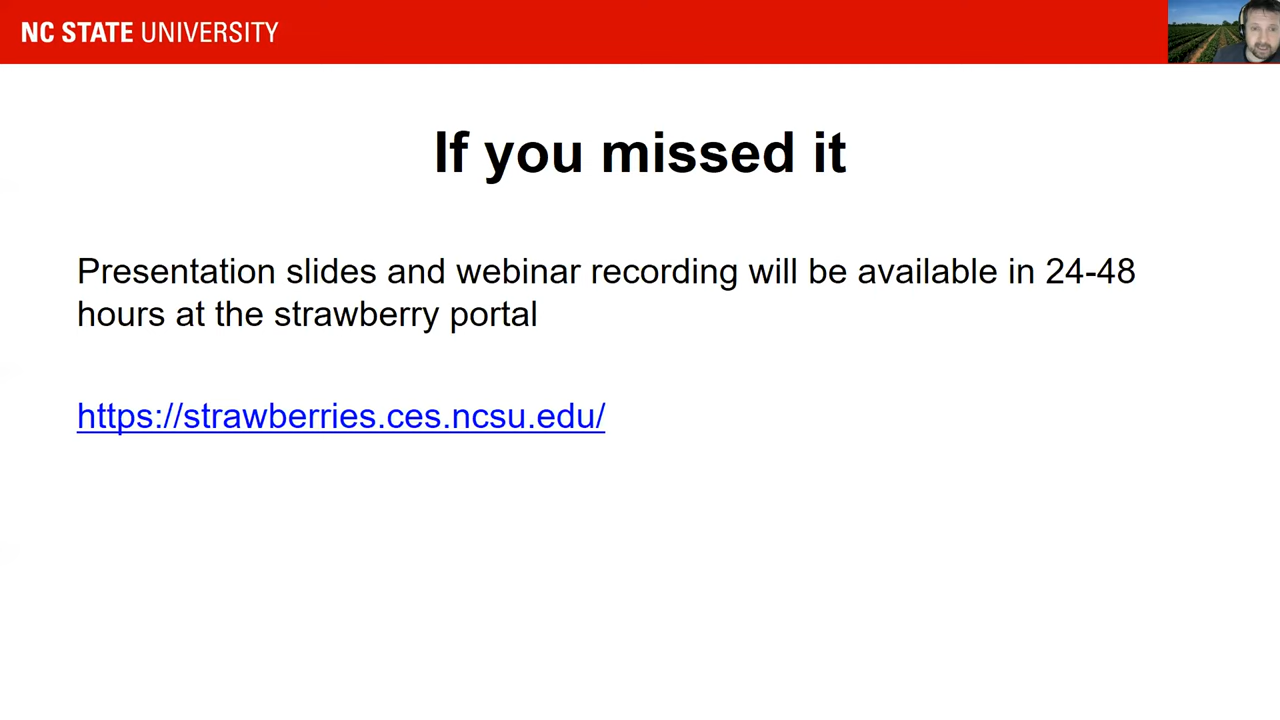 NC STATE UNIVERSITY
If you missed it
Presentation slides and webinar recording will be available in 24-48
hours at the strawberry portal
https://strawberries.ces.ncsu.edu/